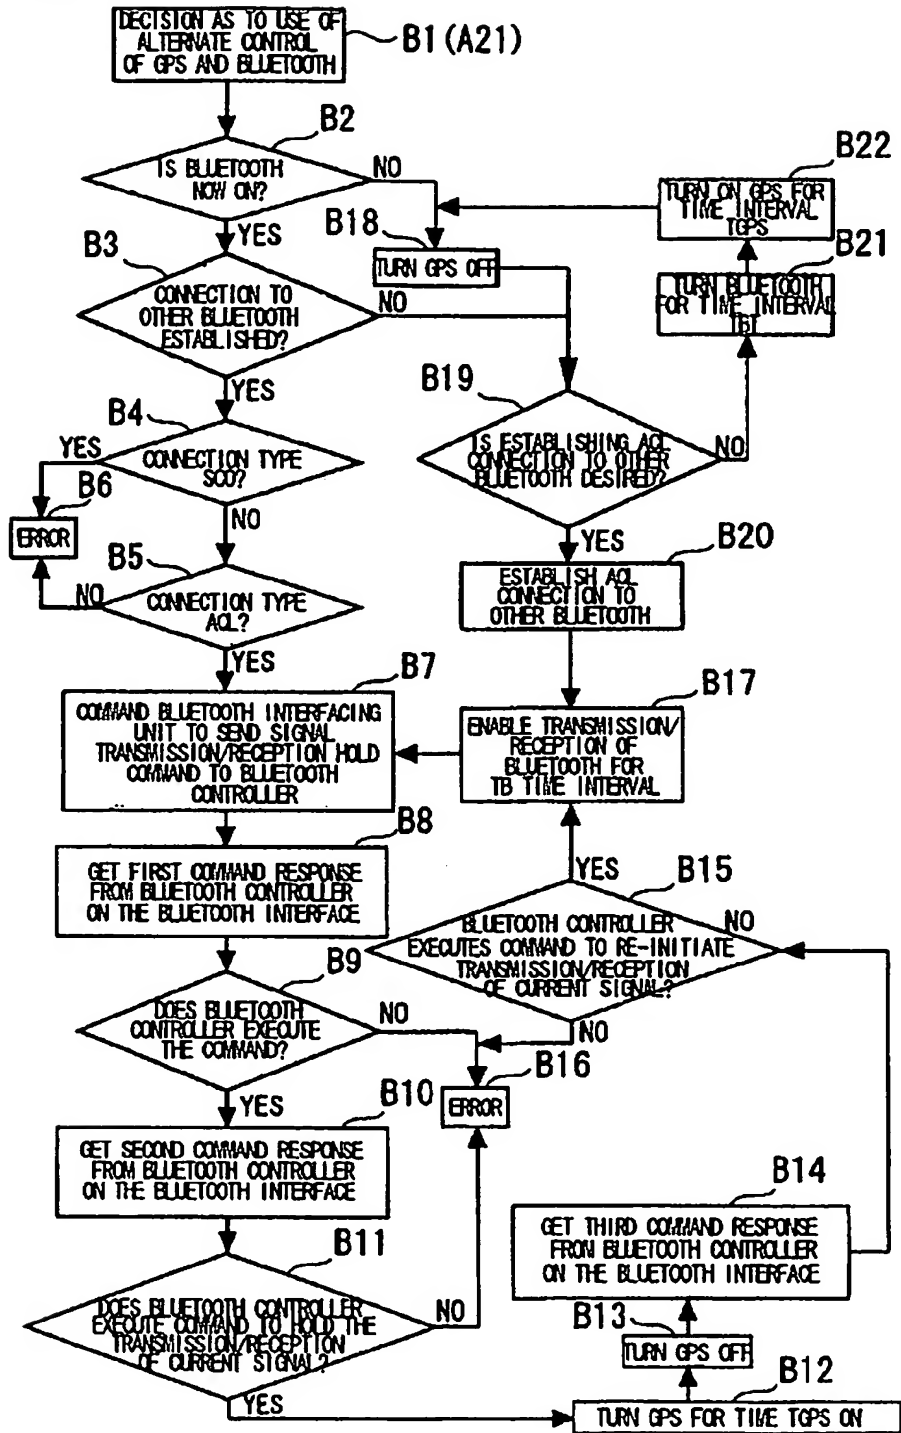 DECISION AS TO USE OF
ALTERNATE CONTROL
OF GPS AND BLUETOOTH
B1(A21)
B2
IS BLUETOOTH
NOW ON?
NO
YES
B22
TURN ON GPS FOR
TIME INTERVAL
TGPS
B18
TURN GPS OFF
B21
TURN BLUETOOTH
FOR TIME INTERVAL
TBT
B3
CONNECTION TO
OTHER BLUETOOTH
ESTABLISHED?
NO
YES
B19
IS ESTABLISHING ACL
CONNECTION TO OTHER
BLUETOOTH DESIRED?
NO
YES
B4
CONNECTION TYPE
SCO?
YES
NO
B6
ERROR
B5
CONNECTION TYPE
ACL?
NO
YES
B20
ESTABLISH ACL
CONNECTION TO
OTHER BLUETOOTH
B7
COMMAND BLUETOOTH INTERFACING
UNIT TO SEND SIGNAL
TRANSMISSION/RECEPTION HOLD
COMMAND TO BLUETOOTH
CONTROLLER
B17
ENABLE TRANSMISSION/
RECEPTION OF
BLUETOOTH FOR
TB TIME INTERVAL
B8
GET FIRST COMMAND RESPONSE
FROM BLUETOOTH CONTROLLER
ON THE BLUETOOTH INTERFACE
YES
B15
BLUETOOTH CONTROLLER
EXECUTES COMMAND TO RE-INITIATE
TRANSMISSION/RECEPTION
OF CURRENT SIGNAL?
NO
NO
B9
DOES BLUETOOTH
CONTROLLER EXECUTE
THE COMMAND?
NO
YES
B16
ERROR
B10
GET SECOND COMMAND RESPONSE
FROM BLUETOOTH CONTROLLER
ON THE BLUETOOTH INTERFACE
B14
GET THIRD COMMAND RESPONSE
FROM BLUETOOTH CONTROLLER
ON THE BLUETOOTH INTERFACE
B11
DOES BLUETOOTH CONTROLLER
EXECUTE COMMAND TO HOLD THE
TRANSMISSION/RECEPTION
OF CURRENT SIGNAL?
NO
YES
B13
TURN GPS OFF
B12
TURN GPS FOR TIME TGPS ON